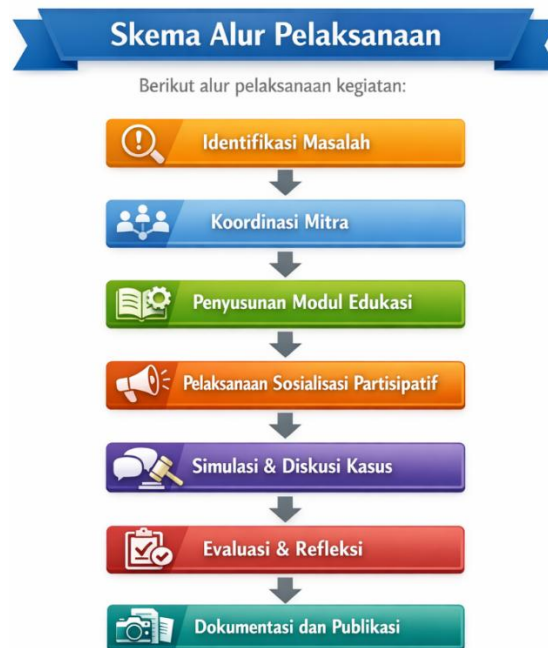 Skema Alur Pelaksanaan
Berikut alur pelaksanaan kegiatan:
Identifikasi Masalah
Koordinasi Mitra
Penyusunan Modul Edukasi
Pelaksanaan Sosialisasi Partisipatif
Simulasi & Diskusi Kasus
Evaluasi & Refleksi
Dokumentasi dan Publikasi